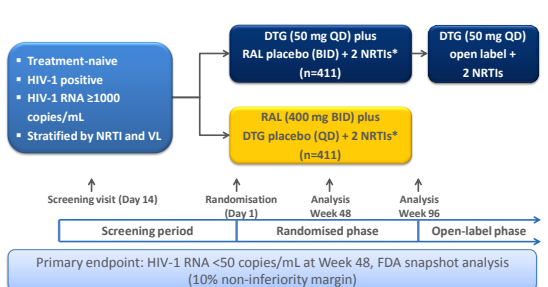 ▪ Treatment-naive
▪ HIV-1 positive
▪ HIV-1 RNA ≥1000
copies/mL
▪ Stratified by NRTI and VL
DTG (50 mg QD) plus
RAL placebo (BID) + 2 NRTIs*
(n=411)
DTG (50 mg QD)
open label +
2 NRTIs
RAL (400 mg BID) plus
DTG placebo (QD) + 2 NRTIs*
(n=411)
Screening visit (Day 14)
Randomisation
(Day 1)
Analysis
Week 48
Analysis
Week 96
Screening period
Randomised phase
Open-label phase
Primary endpoint: HIV-1 RNA <50 copies/mL at Week 48, FDA snapshot analysis
(10% non-inferiority margin)